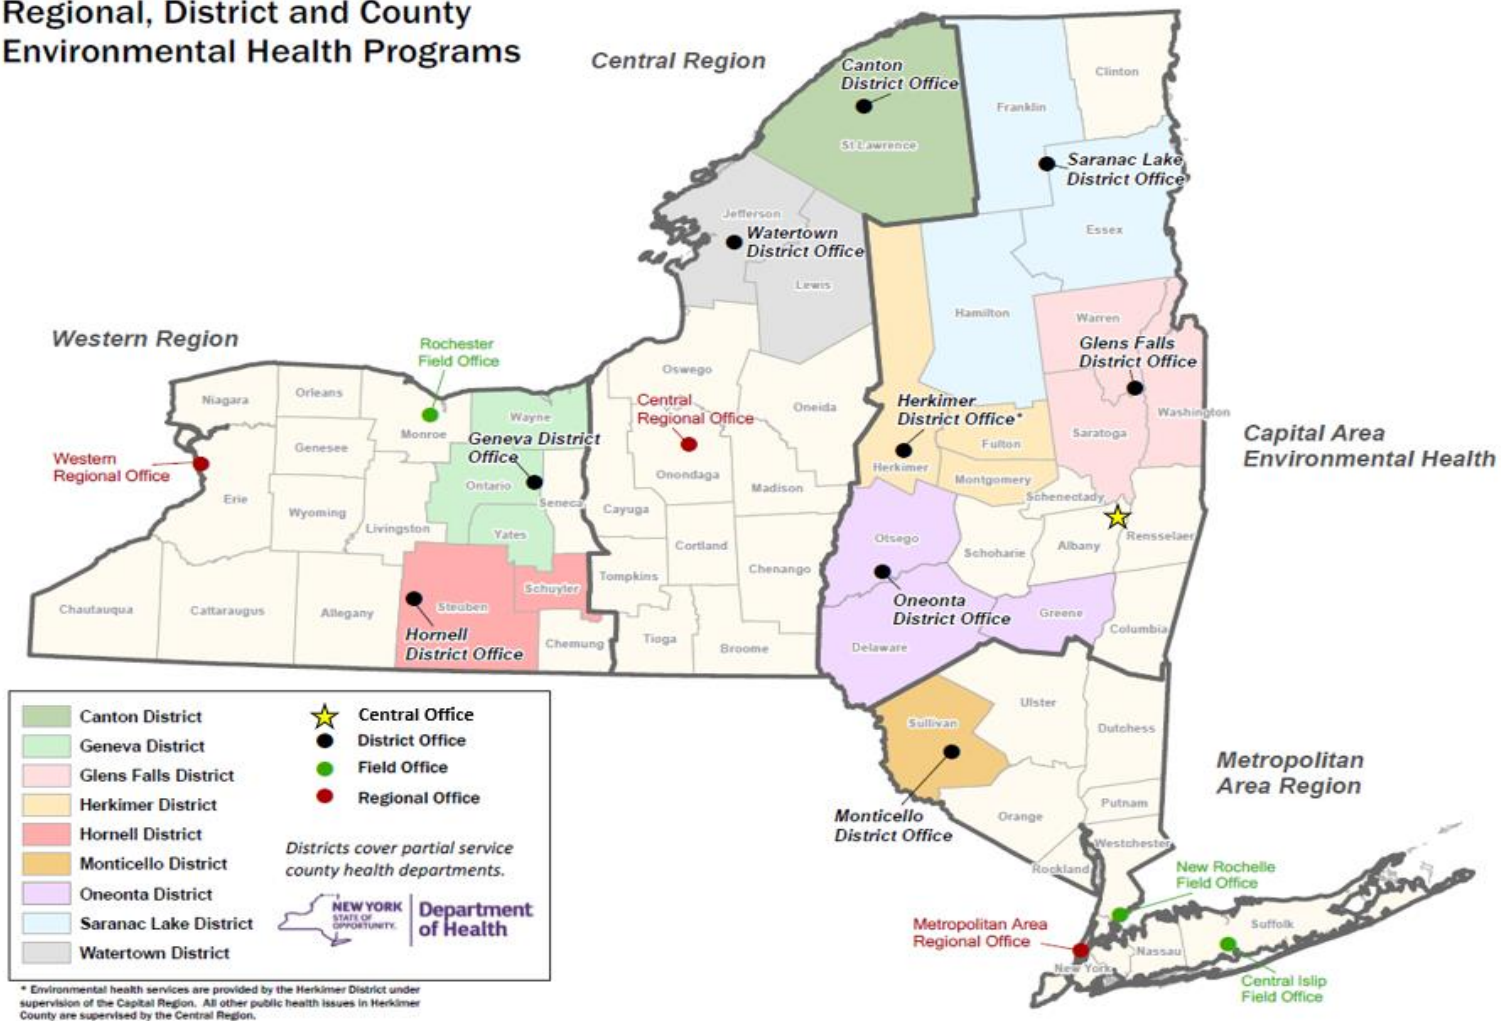 Regional, District and County
Environmental Health Programs
Central Region
Canton
District Office
Clinton
Franklin
St Lawrence
Saranac Lake
District Office
Jefferson
Watertown
District Office
Essex
Lewis
Hamilton
Warren
Glens Falls
District Office
Western Region
Rochester
Field Office
Oswego
Niagara
Orleans
Central
Regional Office
Oneida
Herkimer
District Office*
Washington
Wayne
Monroe
Geneva District
Office
Genesee
Fulton
Saratoga
Capital Area
Environmental Health
Western
Regional Office
Herkimer
Onondaga
Montgomery
Madison
Ontario
Seneca
Erie
Wyoming
Livingston
Cayuga
Schenectady
Yates
Otsego
Rensselaer
Cortland
Schoharie
Albany
Chenango
Tompkins
Schuyler
Chautauqua
Cattaraugus
Allegany
Steuben
Oneonta
District Office
Greene
Columbia
Hornell
District Office
Chemung
Tioga
Broome
Delaware
Canton District
Geneva District
Glens Falls District
Herkimer District
Hornell District
Monticello District
Oneonta District
Saranac Lake District
Watertown District
Central Office
District Office
Field Office
Regional Office
Districts cover partial service
county health departments.
NEW YORK
STATE OF
OPPORTUNITY.
Department
of Health
Sullivan
Ulster
Dutchess
Metropolitan
Area Region
Monticello
District Office
Orange
Putnam
Westchester
Rockland
New Rochelle
Field Office
Metropolitan Area
Regional Office
Suffolk
Nassau
New York
Central Islip
Field Office
* Environmental health services are provided by the Herkimer District under
supervision of the Capital Region. All other public health issues in Herkimer
County are supervised by the Central Region.